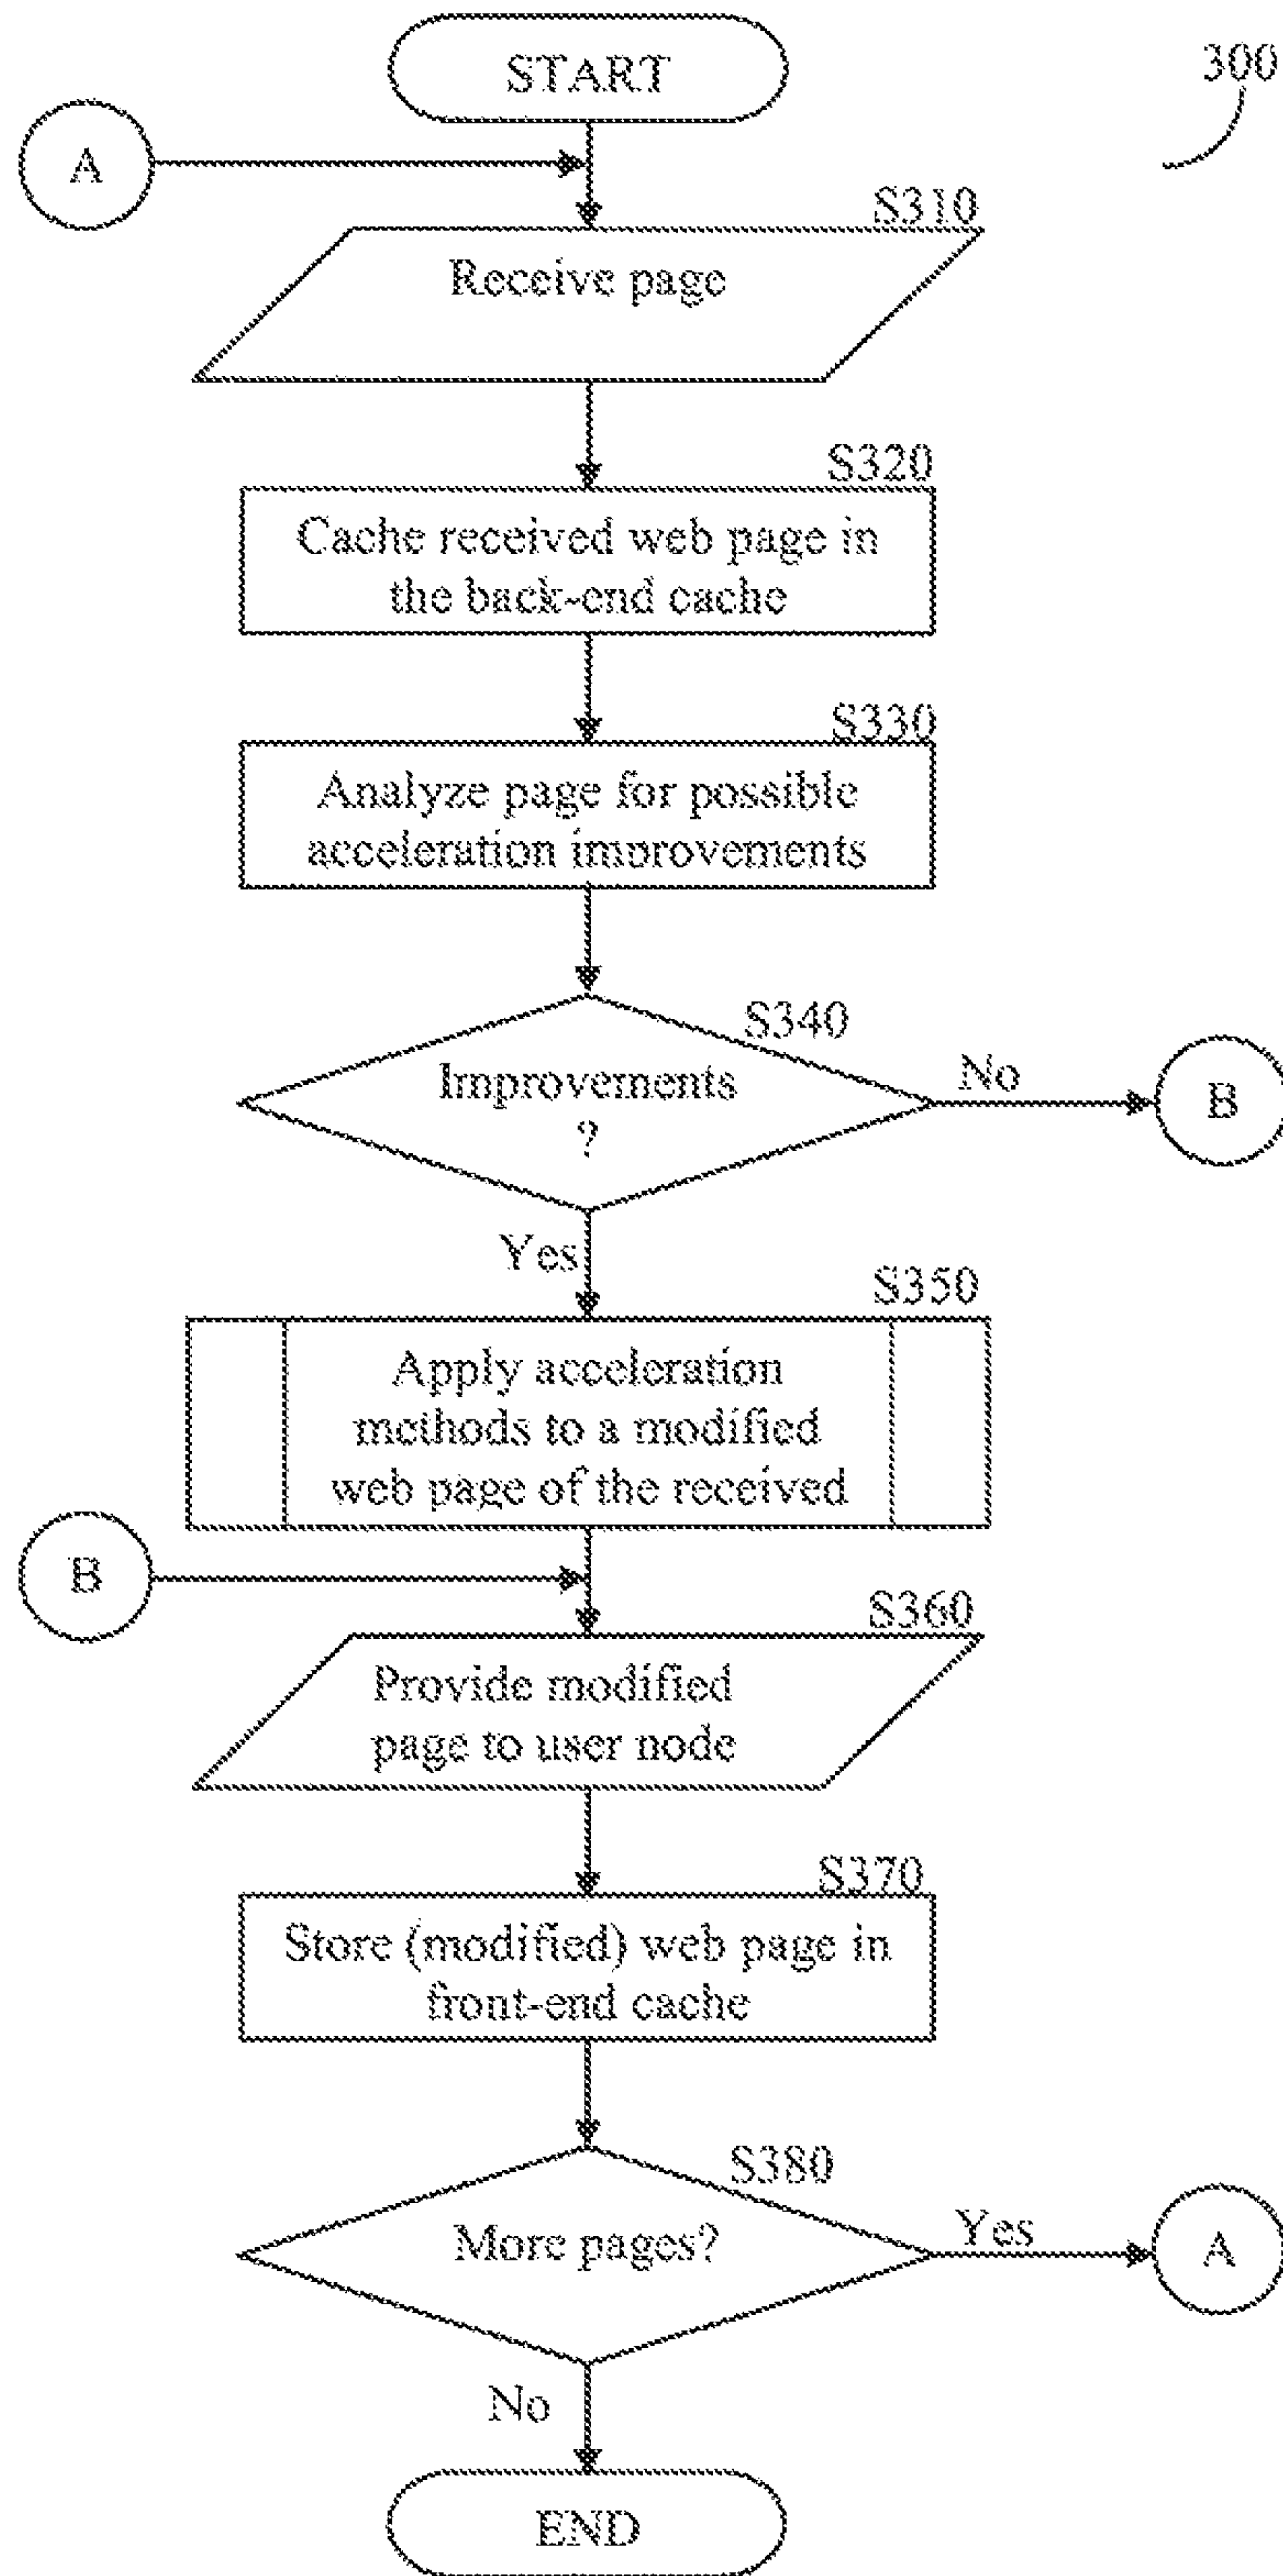 START
300
A
S310
Receive page
S320
Cache received web page in
the back-end cache
S330
Analyze page for possible
acceleration improvements
S340
Improvements
?
No
B
Yes
S350
Apply acceleration
methods to a modified
web page of the received
B
S360
Provide modified
page to user node
S370
Store (modified) web page in
front-end cache
S380
More pages?
Yes
A
No
END